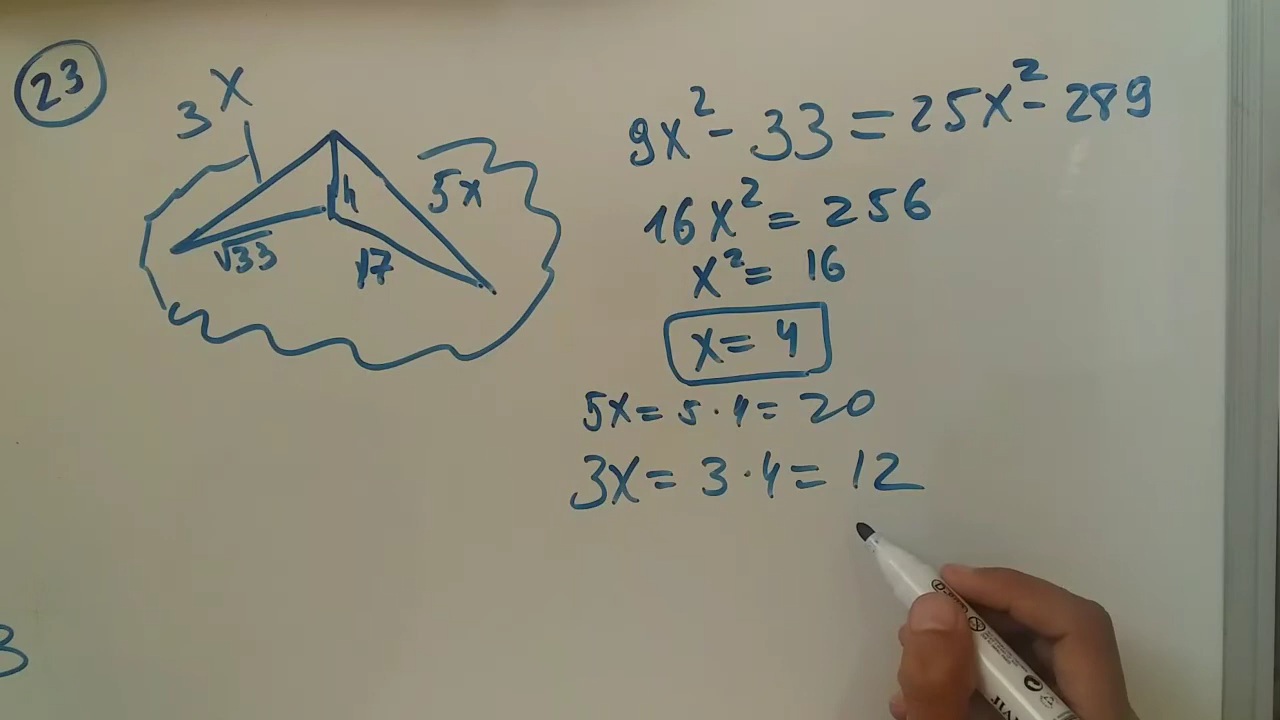 23
3x
h
5x
√33
17
9x² - 33 = 25x² - 289
16x² = 256
x² = 16
x = 4
5x = 5 · 4 = 20
3x = 3 · 4 = 12
3